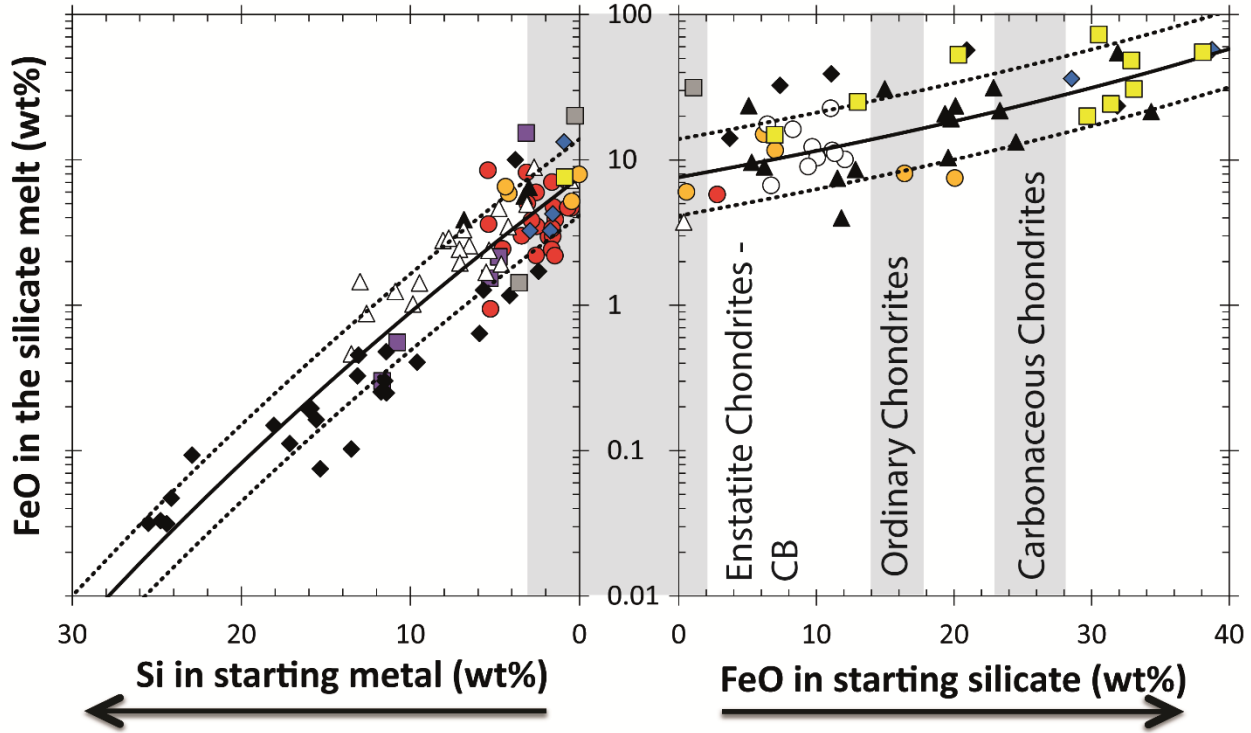 FeO in the silicate melt (wt%)
100
10
1
0.1
0.01
30
20
10
0
Si in starting metal (wt%)
0
10
20
30
40
FeO in starting silicate (wt%)
Enstatite Chondrites -
CB
Ordinary Chondrites
Carbonaceous Chondrites